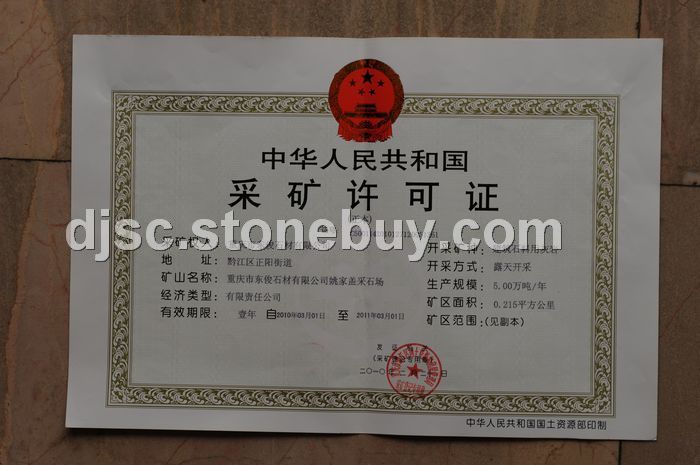 中华人民共和国
采矿许可证
(正本)
djsc.stonebuy.com
采矿权人:
地址: 黔江区正阳街道
矿山名称: 重庆市东俊石材有限公司姚家盖采石场
经济类型: 有限责任公司
有效期限: 壹年 自2010年03月01日 至 2011年03月01日
开采矿种:
开采方式: 露天开采
生产规模: 5.00万吨/年
矿区面积: 0.215平方公里
矿区范围:(见副本)
中华人民共和国国土资源部印制